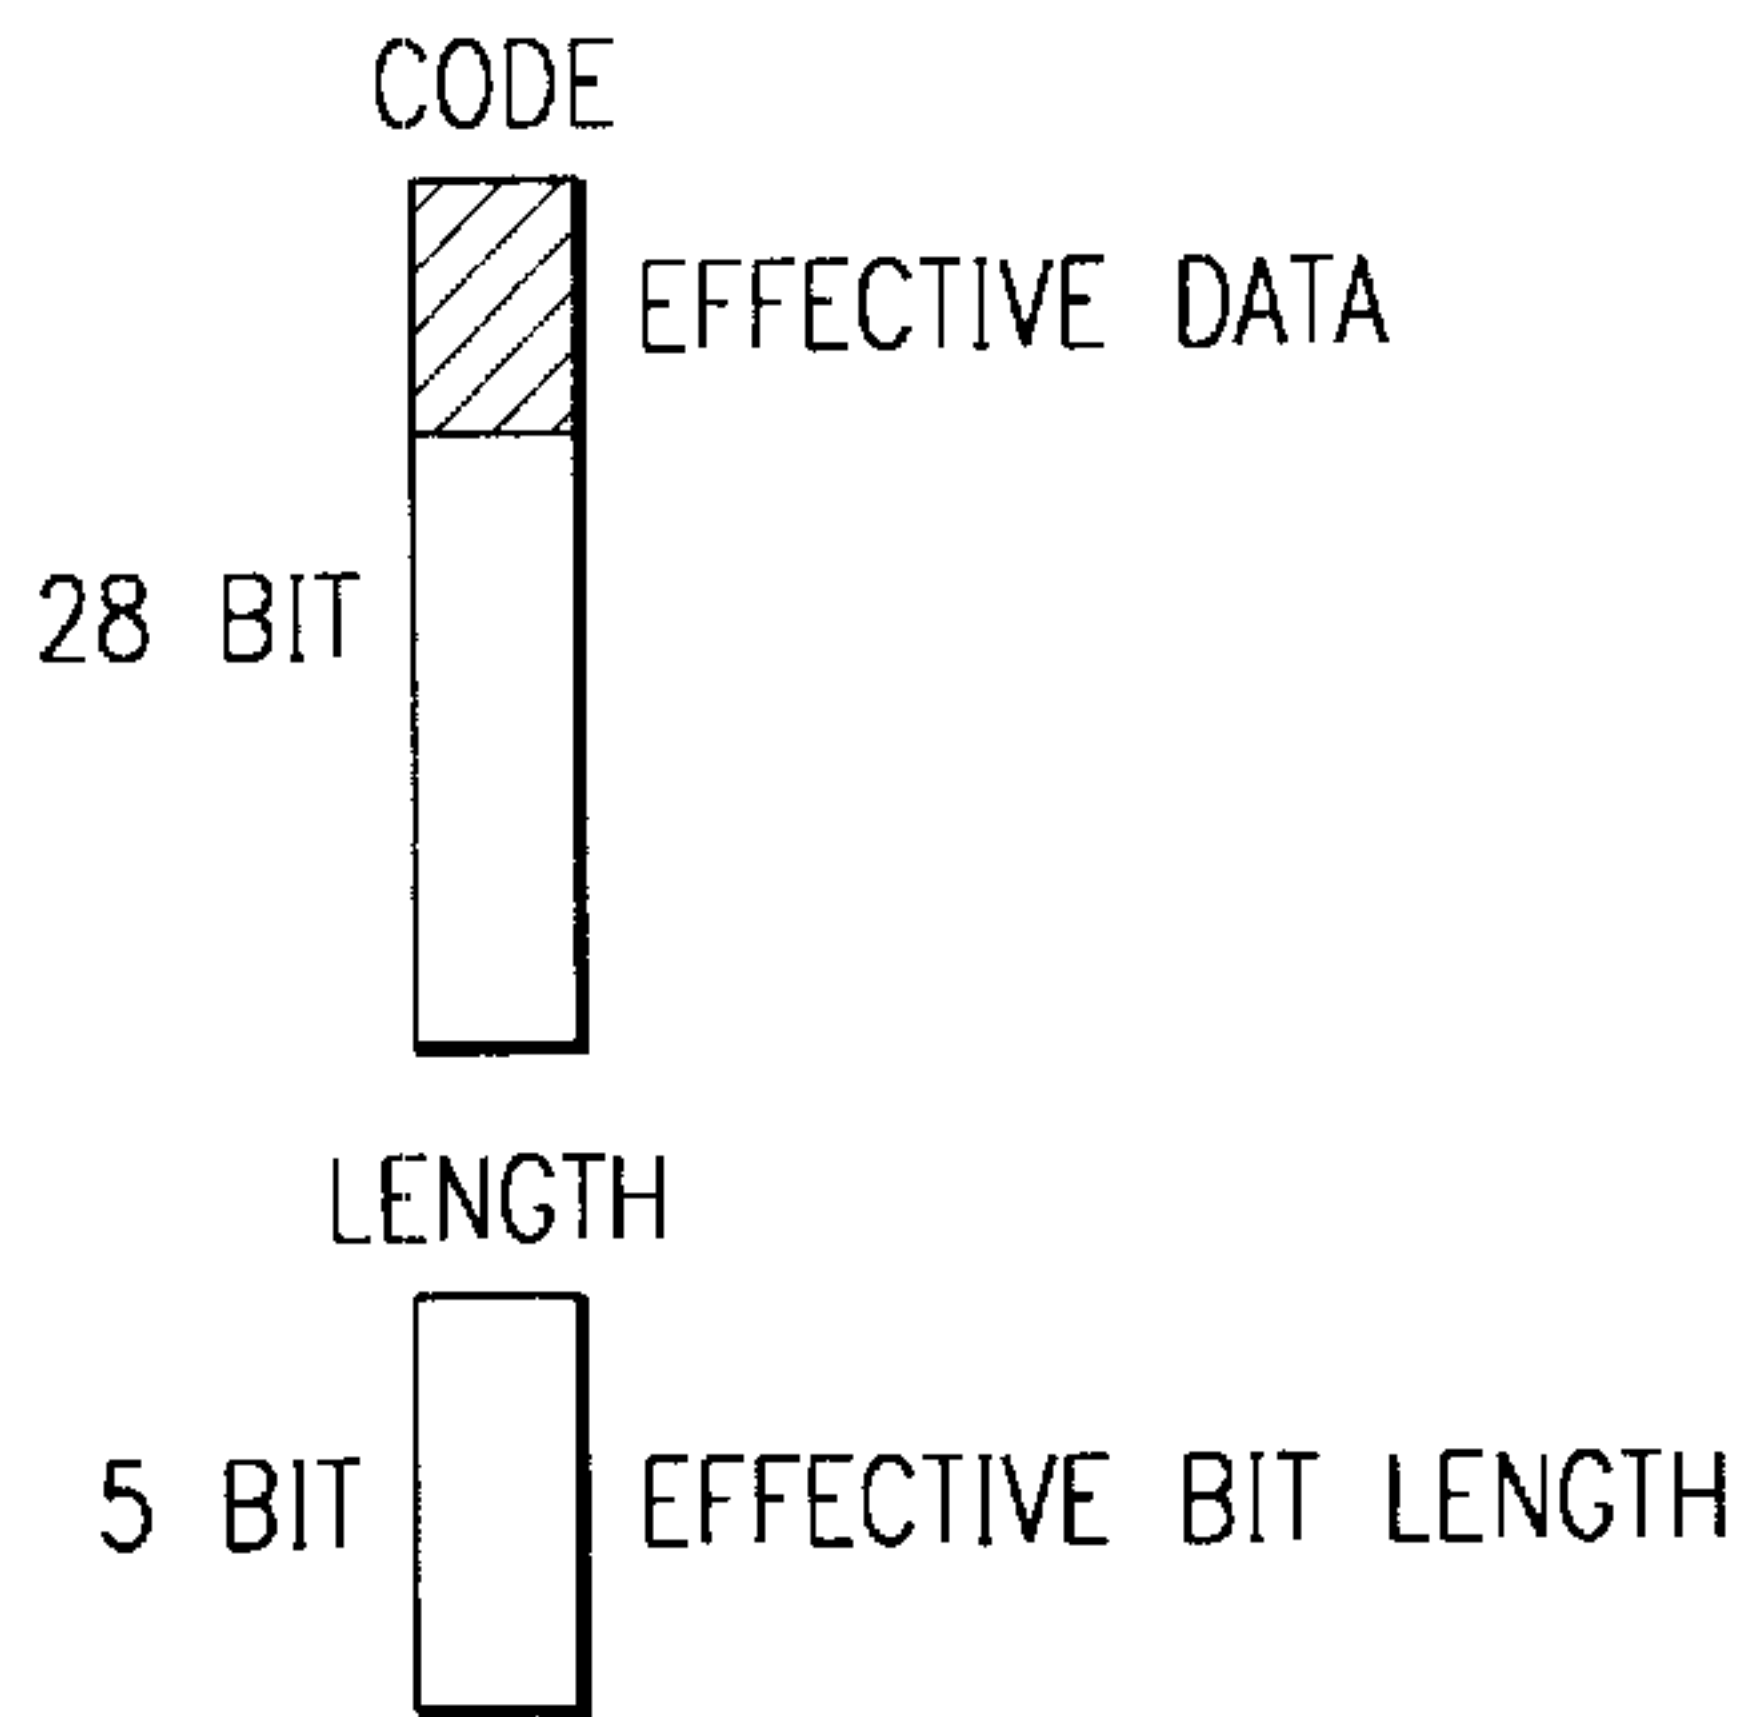 CODE
EFFECTIVE DATA
28 BIT
LENGTH
5 BIT
EFFECTIVE BIT LENGTH